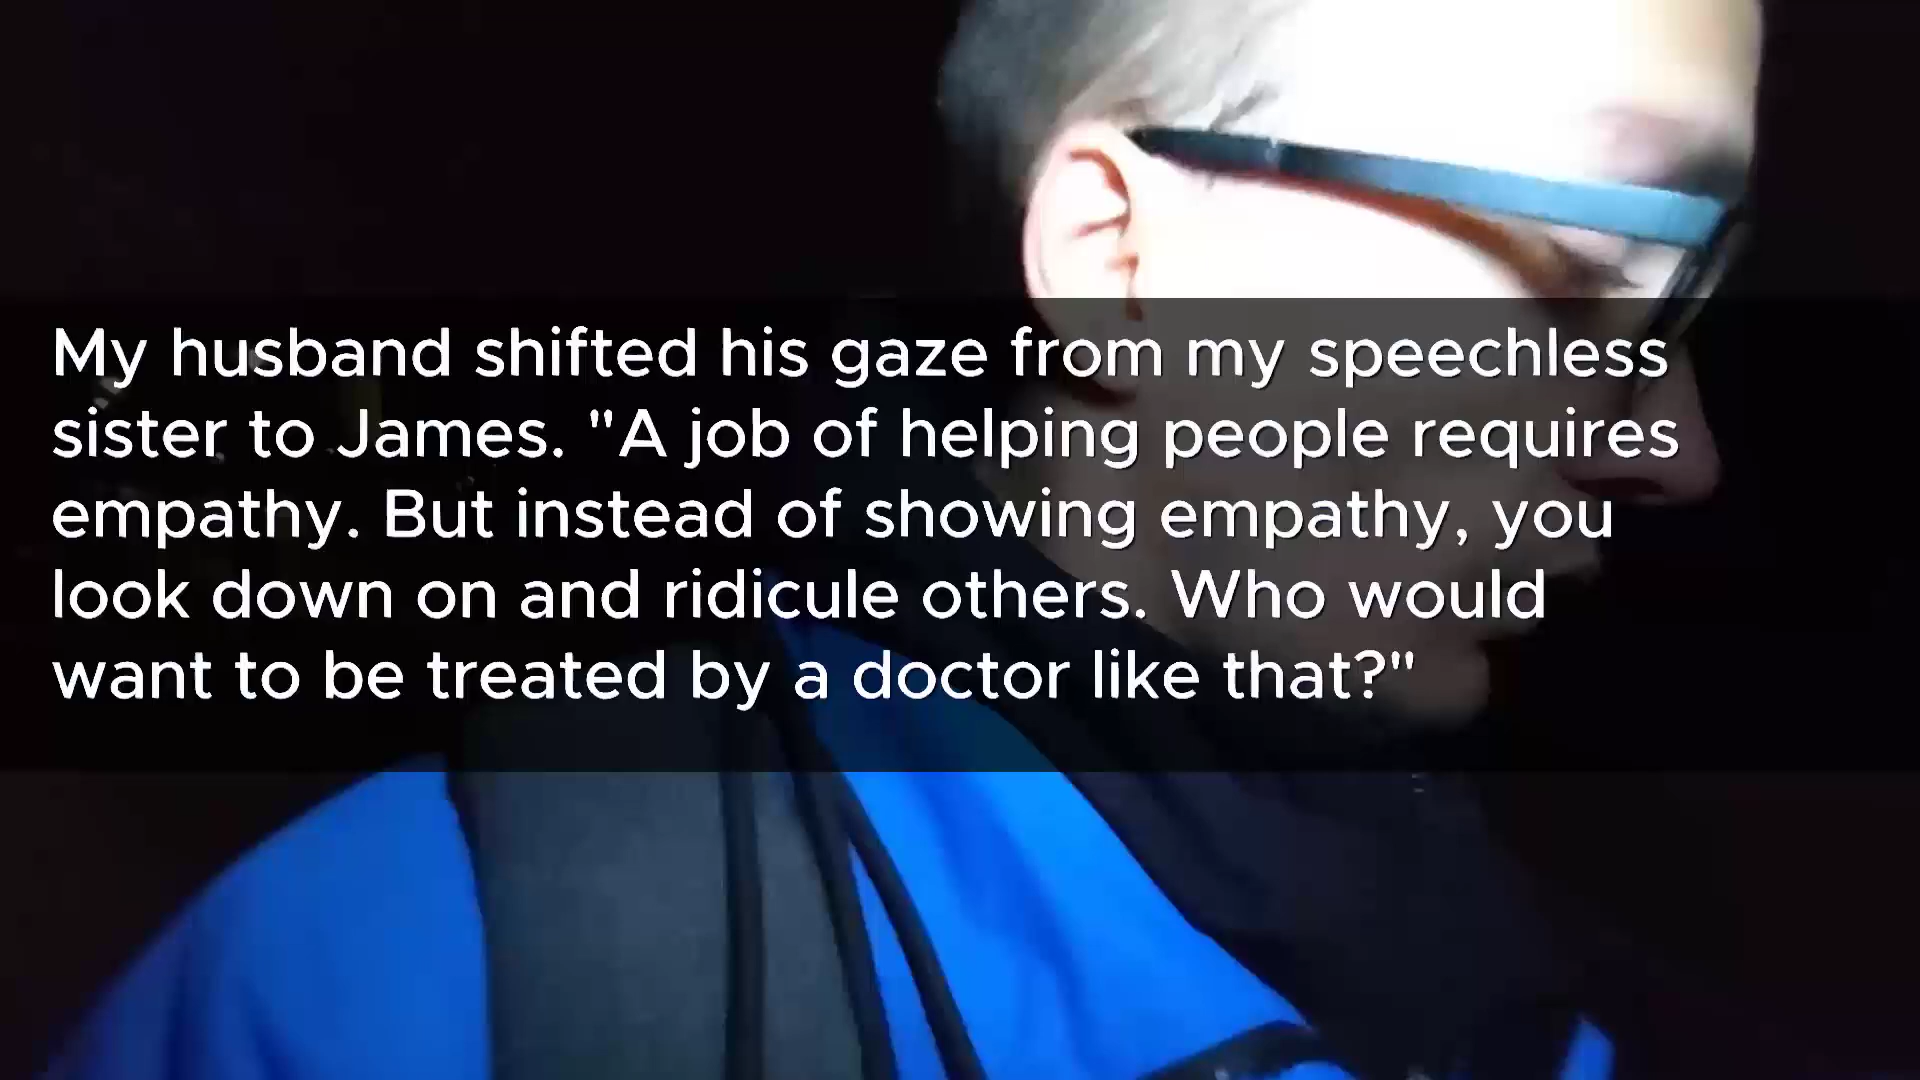 My husband shifted his gaze from my speechless
sister to James. "A job of helping people requires
empathy. But instead of showing empathy, you
look down on and ridicule others. Who would
want to be treated by a doctor like that?"